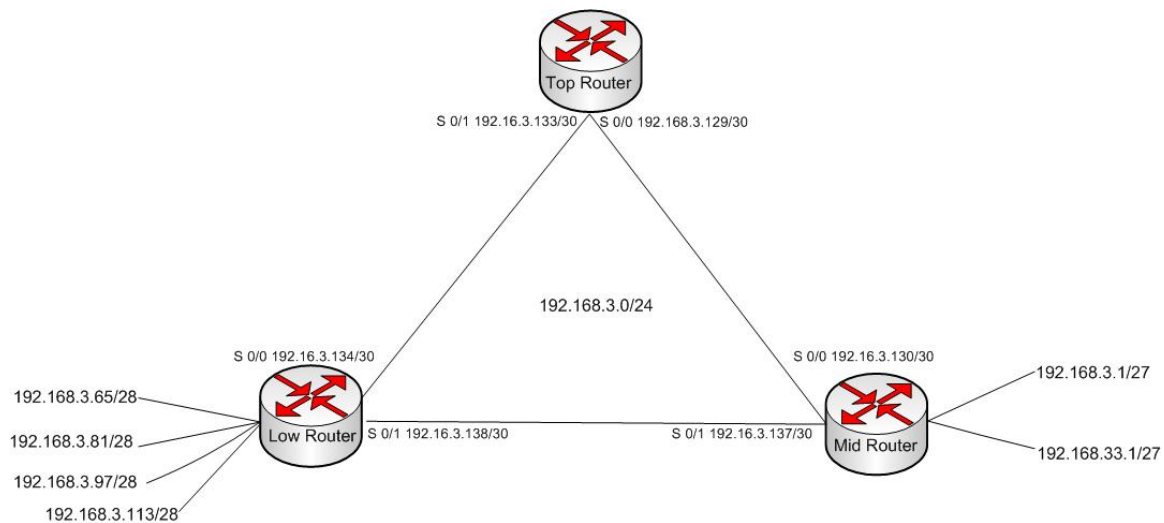 Top Router
S 0/1 192.16.3.133/30
S 0/0 192.168.3.129/30
192.168.3.0/24
S 0/0 192.16.3.134/30
S 0/0 192.16.3.130/30
192.168.3.1/27
192.168.3.65/28
Low Router
S 0/1 192.16.3.138/30
S 0/1 192.16.3.137/30
Mid Router
192.168.3.81/28
192.168.33.1/27
192.168.3.97/28
192.168.3.113/28